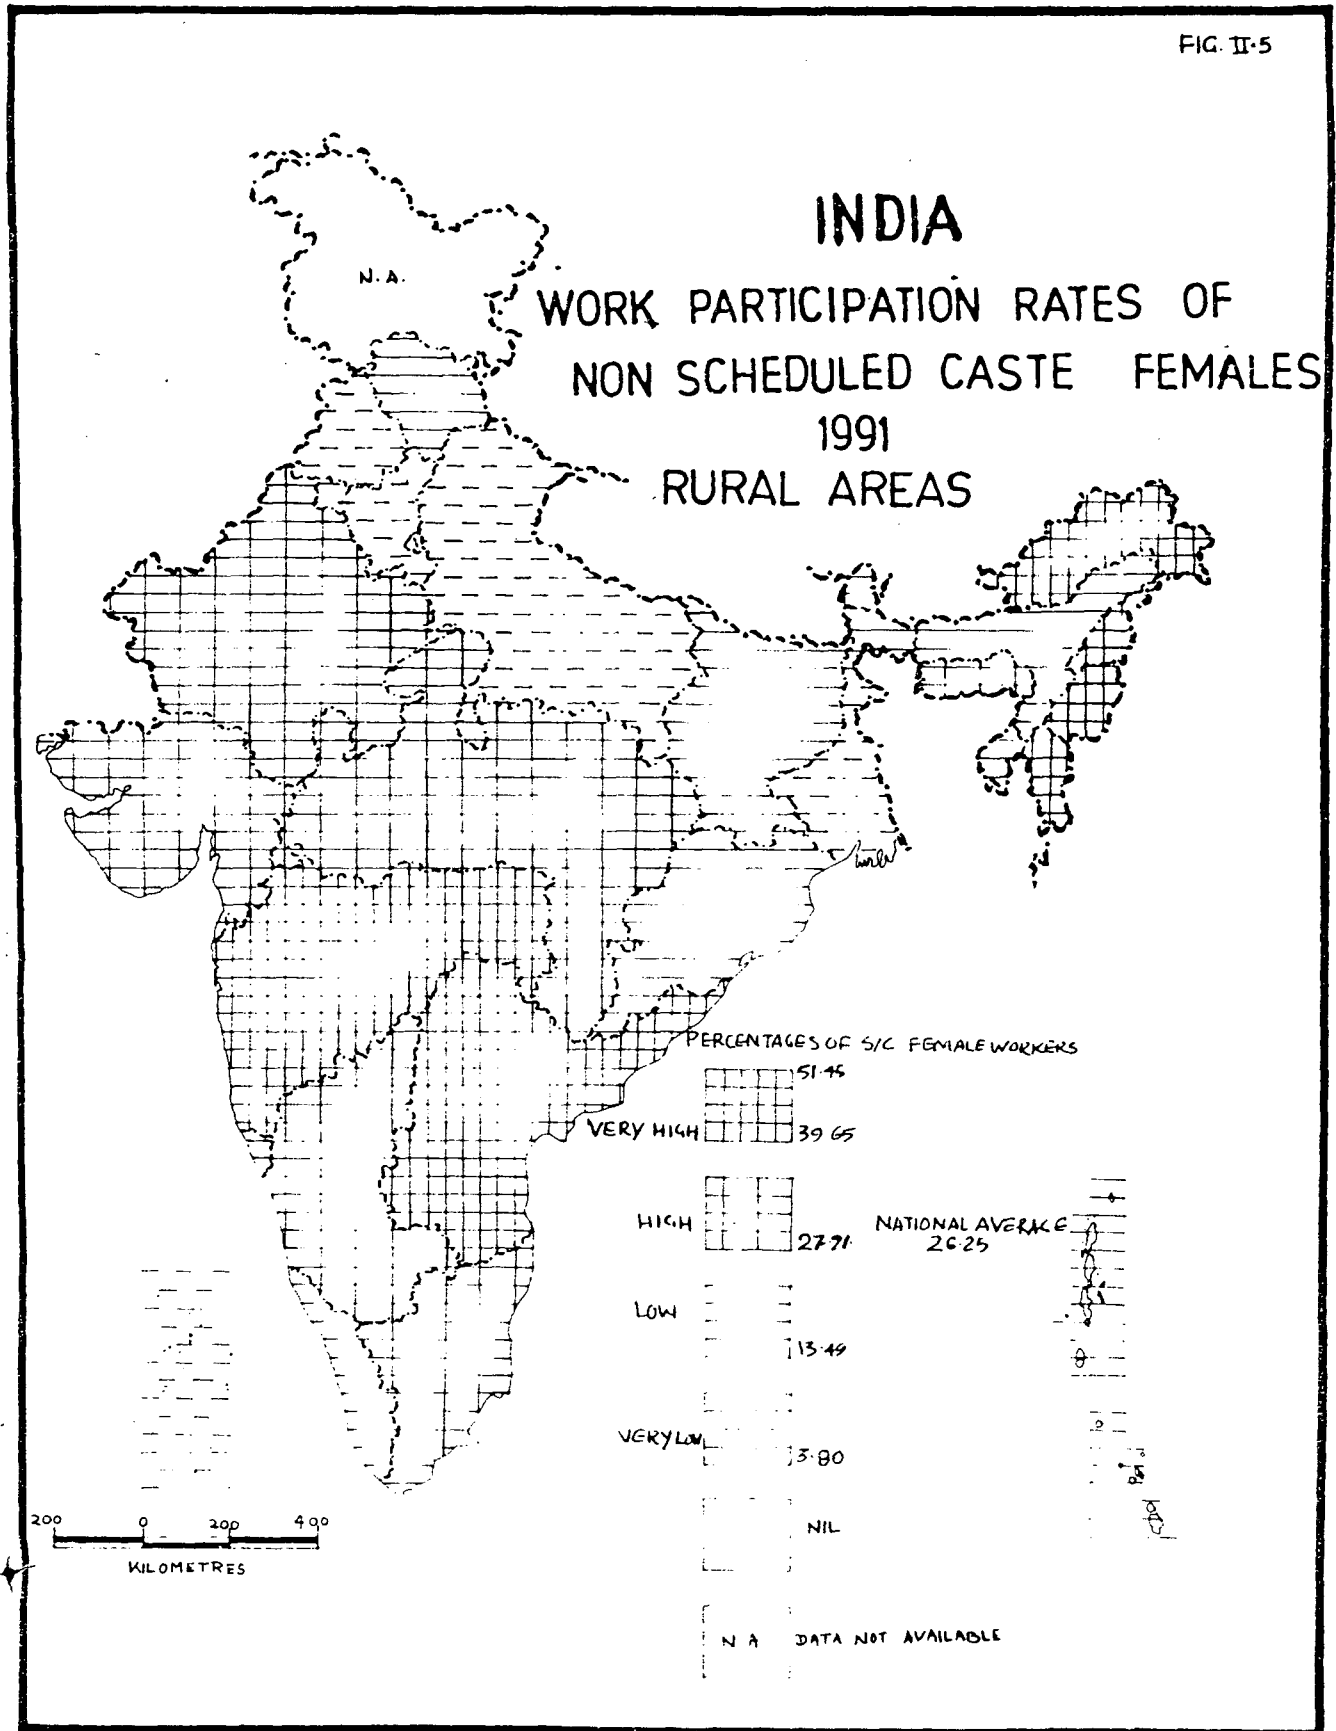 FIG. II.5
INDIA
N.A.
WORK PARTICIPATION RATES OF
NON SCHEDULED CASTE FEMALES
1991
RURAL AREAS
PERCENTAGES OF S/C FEMALE WORKERS
51.45
VERY HIGH 39.65
HIGH 27.71
NATIONAL AVERAGE
26.25
LOW
13.49
VERY LOW 3.80
200 0 200 400
KILOMETRES
NIL
N A DATA NOT AVAILABLE